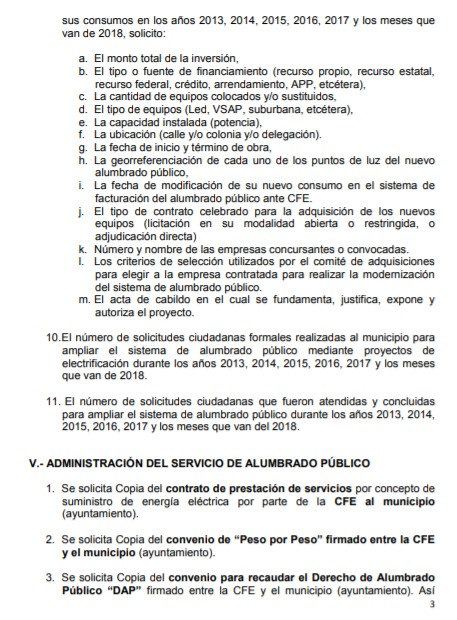 sus consumos en los años 2013, 2014, 2015, 2016, 2017 y los meses que
van de 2018, solicito:
a. El monto total de la inversión,
b. El tipo o fuente de financiamiento (recurso propio, recurso estatal,
recurso federal, crédito, arrendamiento, APP, etcétera),
c. La cantidad de equipos colocados y/o sustituidos,
d. El tipo de equipos (Led, VSAP, suburbana, etcétera),
e. La capacidad instalada (potencia),
f. La ubicación (calle y/o colonia y/o delegación).
g. La fecha de inicio y término de obra,
h. La georreferenciación de cada uno de los puntos de luz del nuevo
alumbrado público,
i. La fecha de modificación de su nuevo consumo en el sistema de
facturación del alumbrado público ante CFE.
j. El tipo de contrato celebrado para la adquisición de los nuevos
equipos (licitación en su modalidad abierta o restringida, o
adjudicación directa)
k. Número y nombre de las empresas concursantes o convocadas.
l. Los criterios de selección utilizados por el comité de adquisiciones
para elegir a la empresa contratada para realizar la modernización
del sistema de alumbrado público.
m. El acta de cabildo en el cual se fundamenta, justifica, expone y
autoriza el proyecto.
10.El número de solicitudes ciudadanas formales realizadas al municipio para
ampliar el sistema de alumbrado público mediante proyectos de
electrificación durante los años 2013, 2014, 2015, 2016, 2017 y los meses
que van de 2018.
11. El número de solicitudes ciudadanas que fueron atendidas y concluidas
para ampliar el sistema de alumbrado público durante los años 2013, 2014,
2015, 2016, 2017 y los meses que van del 2018.
V.- ADMINISTRACIÓN DEL SERVICIO DE ALUMBRADO PÚBLICO
1. Se solicita Copia del contrato de prestación de servicios por concepto de
suministro de energía eléctrica por parte de la CFE al municipio
(ayuntamiento).
2. Se solicita Copia del convenio de “Peso por Peso” firmado entre la CFE
y el municipio (ayuntamiento).
3. Se solicita Copia del convenio para recaudar el Derecho de Alumbrado
Público “DAP” firmado entre la CFE y el municipio (ayuntamiento). Así
3